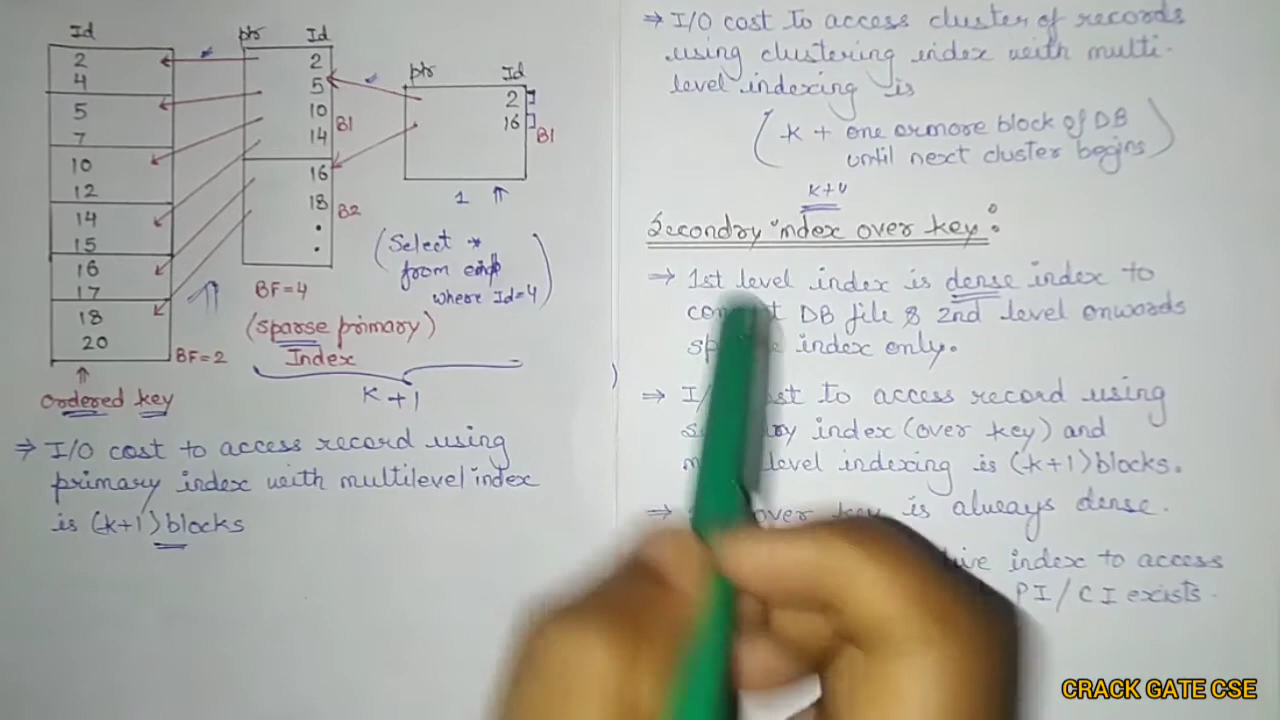 Id
2
4
5
7
10
12
14
15
16
17
18
20
BF=2
ordered key
ptr Id
2
5
10
14
B1
16
18
B2
BF=4
(sparse primary)
Index
ptr Id
2
16
B1
1
(Select *
from
where Id=4)
K+1
⇒ I/O cost to access record using
primary index with multilevel index
is (k+1) blocks
⇒ I/O cost to access cluster of records
using clustering index with multi-
level indexing is
(k + one or more block of DB
until next cluster begins)
Secondry index over key:
⇒ 1st level index is dense index to
DB file & 2nd level onwards
index only.
⇒ to access record using
index (over key) and
level indexing is (k+1) blocks.
⇒ over key is always dense.
index to access
PI/CI exists.
CRACK GATE CSE